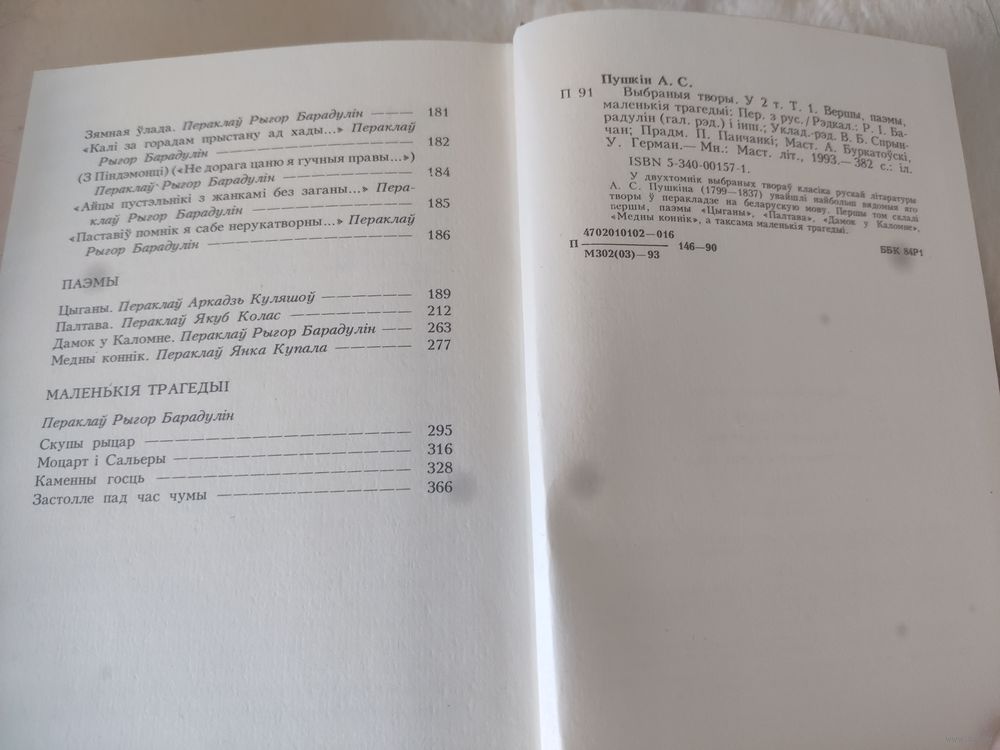 Зямная ўлада. Пераклаў Рыгор Барадулін — — — — 181
«Калі за горадам прыстану ад хады...» Пераклаў
Рыгор Барадулін — — — — — — — — — — — 182
(З Піндэмонці) («Не дорага цаню я гучныя правы...»)
Пераклаў Рыгор Барадулін — — — — — — — — 184
«Айцы пустэльнікі з жанкамі без заганы...» Пера-
клаў Рыгор Барадулін — — — — — — — — — 185
«Паставіў помнік я сабе нерукатворны...» Пераклаў
Рыгор Барадулін — — — — — — — — — — — 186
ПАЭМЫ
Цыганы. Пераклаў Аркадзь Куляшоў — — — — — — 189
Палтава. Пераклаў Якуб Колас — — — — — — — — 212
Дамок у Каломне. Пераклаў Рыгор Барадулін — — 263
Медны коннік. Пераклаў Янка Купала — — — — — 277
МАЛЕНЬКІЯ ТРАГЕДЫІ
Пераклаў Рыгор Барадулін
Скупы рыцар — — — — — — — — — — — — — — — — 295
Моцарт і Сальеры — — — — — — — — — — — — — — 316
Каменны госць — — — — — — — — — — — — — — — 328
Застолле пад час чумы — — — — — — — — — — — — 366
Пушкін А. С.
П 91 Выбраныя творы. У 2 т. Т. 1. Вершы, паэмы,
маленькія трагедыі; Пер. з рус./Рэдкал.: Р. І. Ба-
радулін (гал. рэд.) і інш.; Уклад.-рэд. В. Б. Спрын-
чан; Прадм. П. Панчанкі; Маст. А. Буркатоўскі,
У. Герман.— Мн.: Маст. літ., 1993.— 382 с.: іл.
ISBN 5-340-00157-1.
У двухтомнік выбраных твораў класіка рускай літаратуры
А. С. Пушкіна (1799—1837) увайшлі найбольш вядомыя яго
творы ў перакладзе на беларускую мову. Першы том склалі
вершы, паэмы «Цыганы», «Палтава», «Дамок у Каломне»,
«Медны коннік», а таксама маленькія трагедыі.
4702010102—016
П ———————— 146—90
М302(03)—93
ББК 84Р1